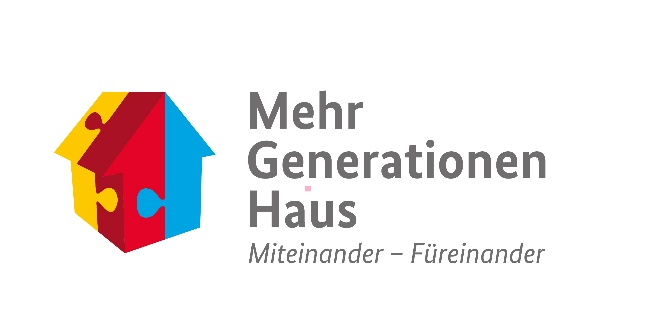 Mehr
Generationen
Haus
Miteinander – Füreinander